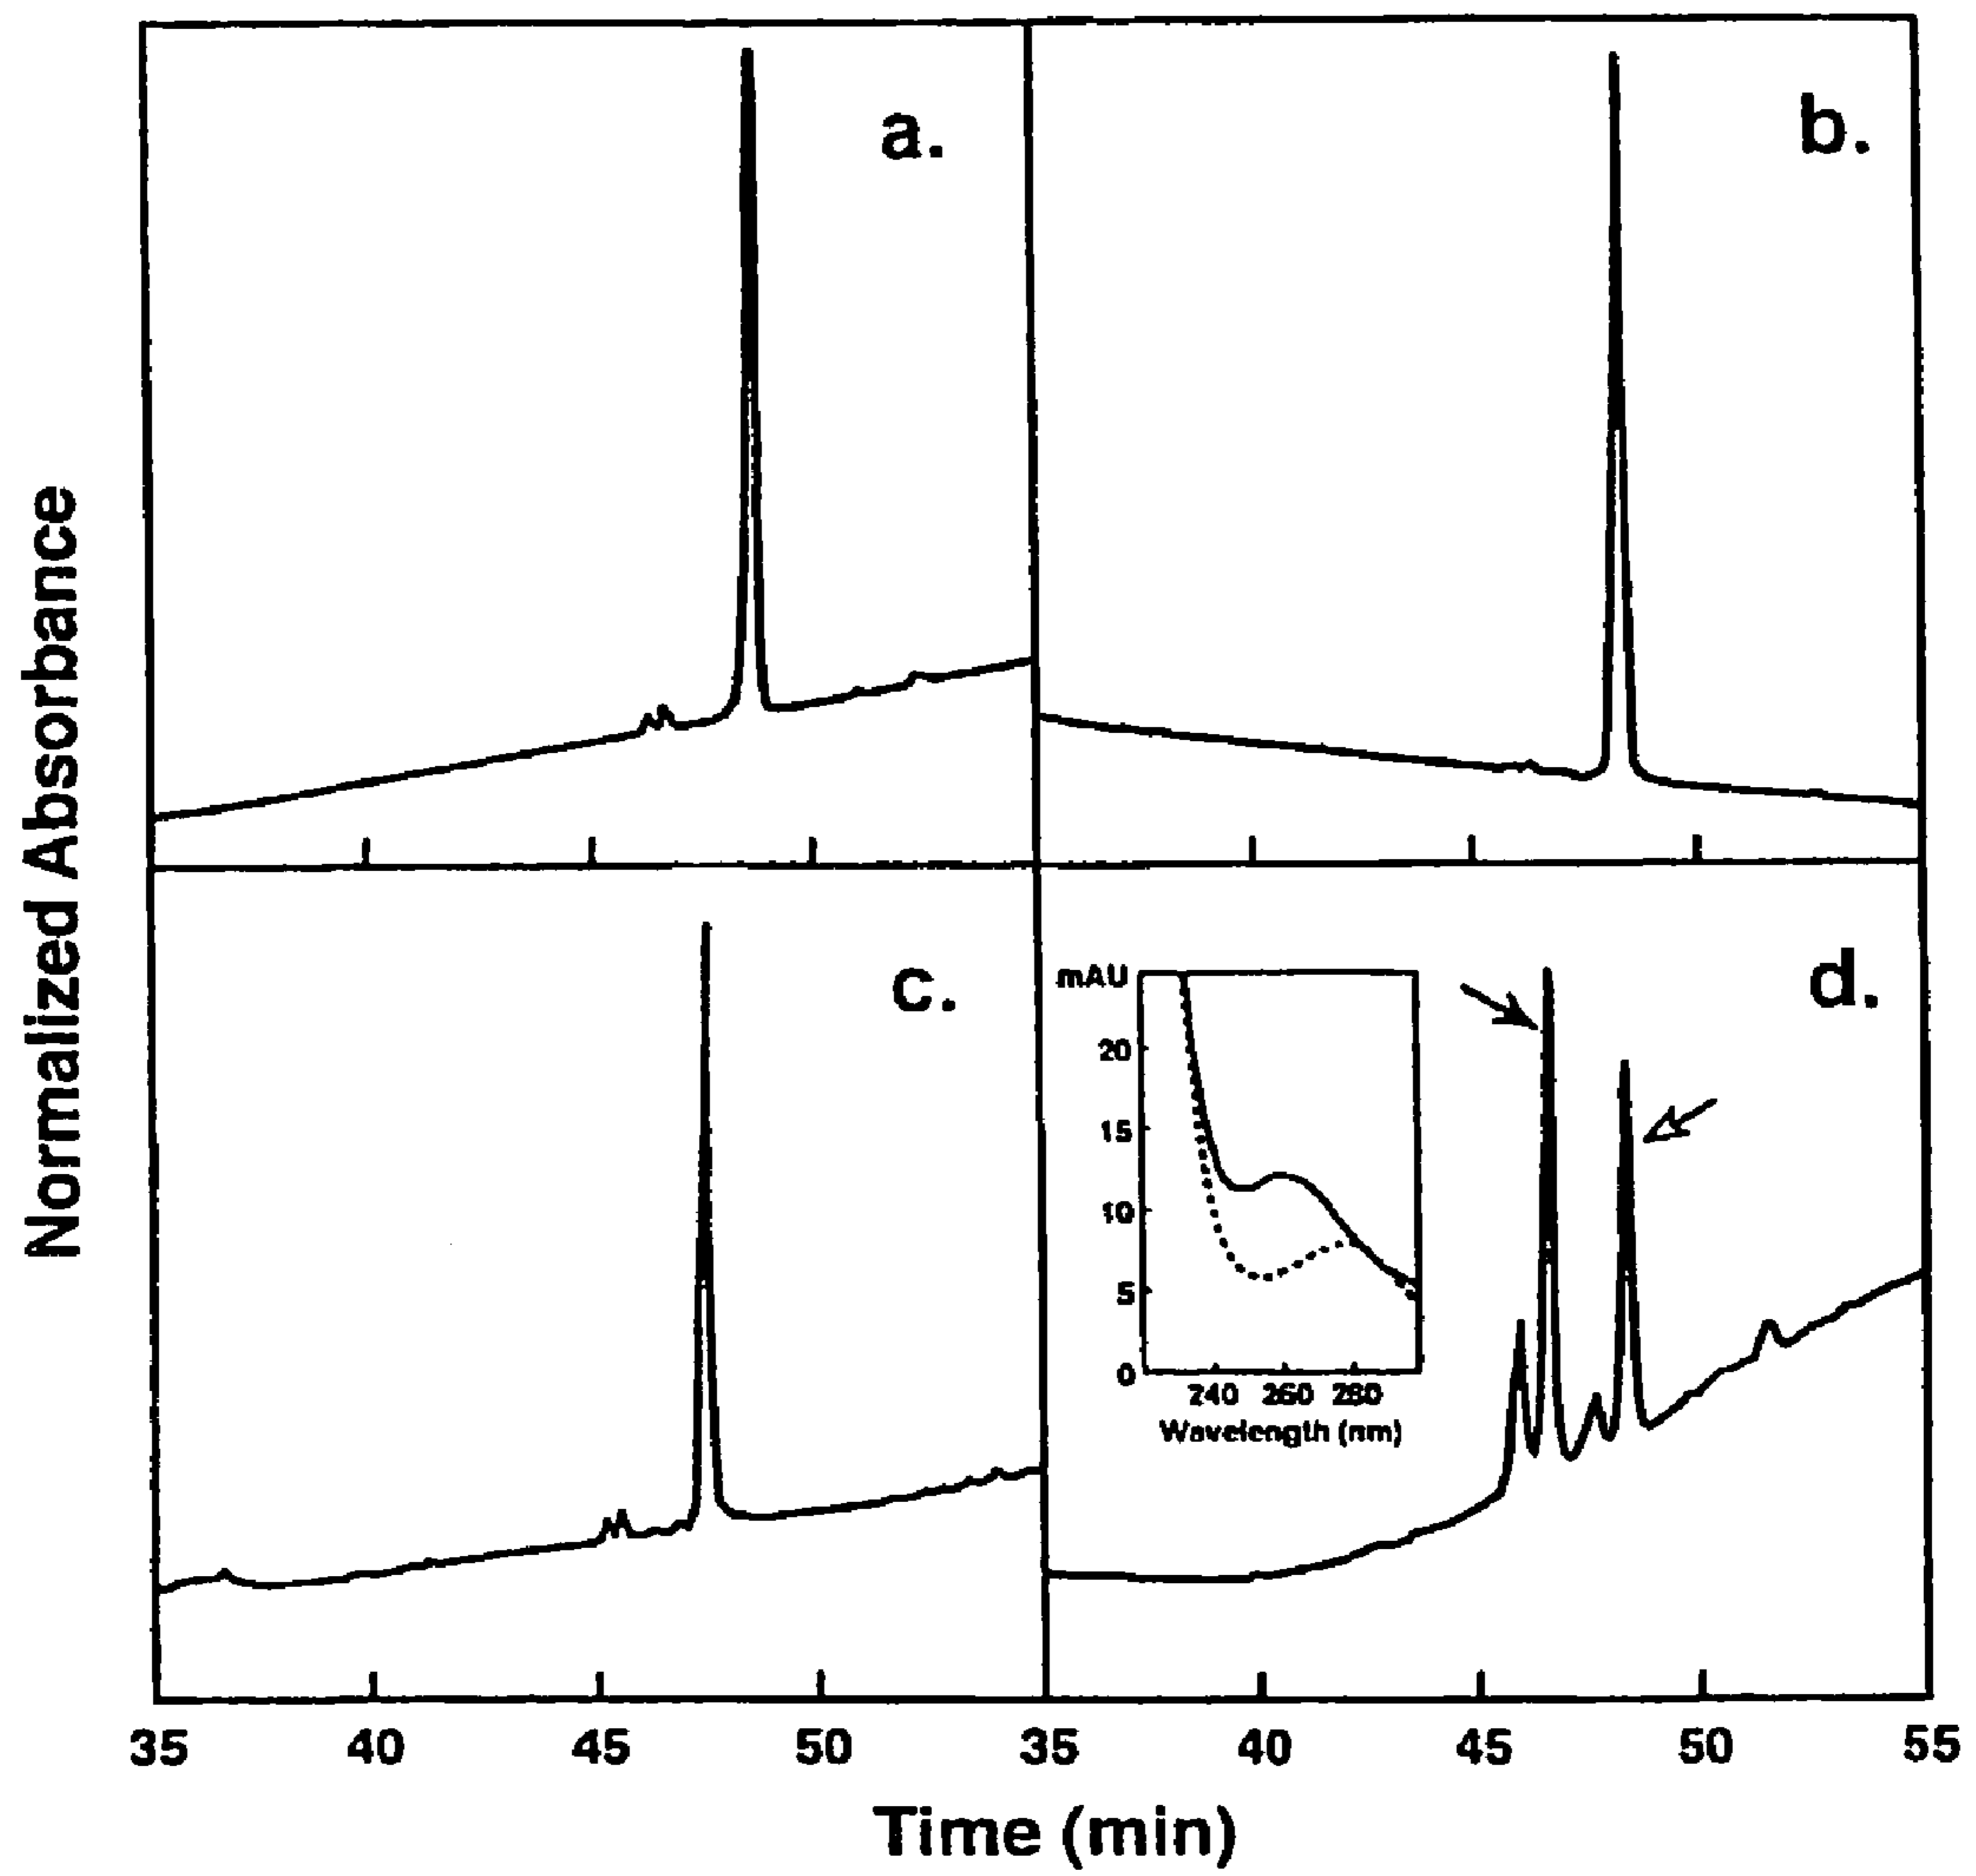 a.
b.
c.
d.
Normalized Absorbance
mAU
20
15
10
5
0
240 260 280
Wavelength (nm)
35 40 45 50 35 40 45 50 55
Time (min)